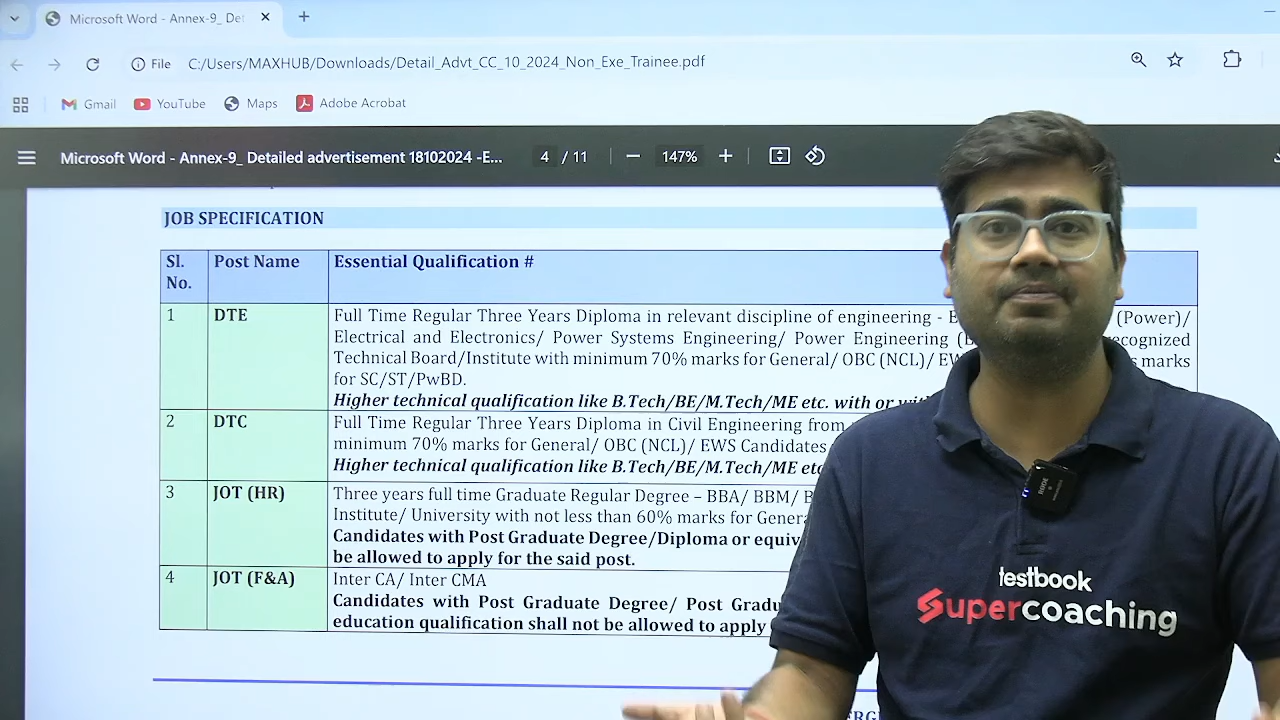 Microsoft Word - Annex-9_ De
File C:/Users/MAXHUB/Downloads/Detail_Advt_CC_10_2024_Non_Exe_Trainee.pdf
Gmail YouTube Maps Adobe Acrobat
Microsoft Word - Annex-9_ Detailed advertisement 18102024 -E... 4 / 11 147%
JOB SPECIFICATION
Sl. No. Post Name Essential Qualification #
1 DTE Full Time Regular Three Years Diploma in relevant discipline of engineering - (Power)/
Electrical and Electronics/ Power Systems Engineering/ Power Engineering
Technical Board/Institute with minimum 70% marks for General/ OBC (NCL)/ marks
for SC/ST/PwBD.
Higher technical qualification like B.Tech/BE/M.Tech/ME etc. with or
2 DTC Full Time Regular Three Years Diploma in Civil Engineering from
minimum 70% marks for General/ OBC (NCL)/ EWS Candidates
Higher technical qualification like B.Tech/BE/M.Tech/ME
3 JOT (HR) Three years full time Graduate Regular Degree – BBA/ BBM/
Institute/ University with not less than 60% marks for
Candidates with Post Graduate Degree/Diploma or
be allowed to apply for the said post.
4 JOT (F&A) Inter CA/ Inter CMA
Candidates with Post Graduate Degree/ Post
education qualification shall not be allowed to apply
RØDE
testbook
Supercoaching